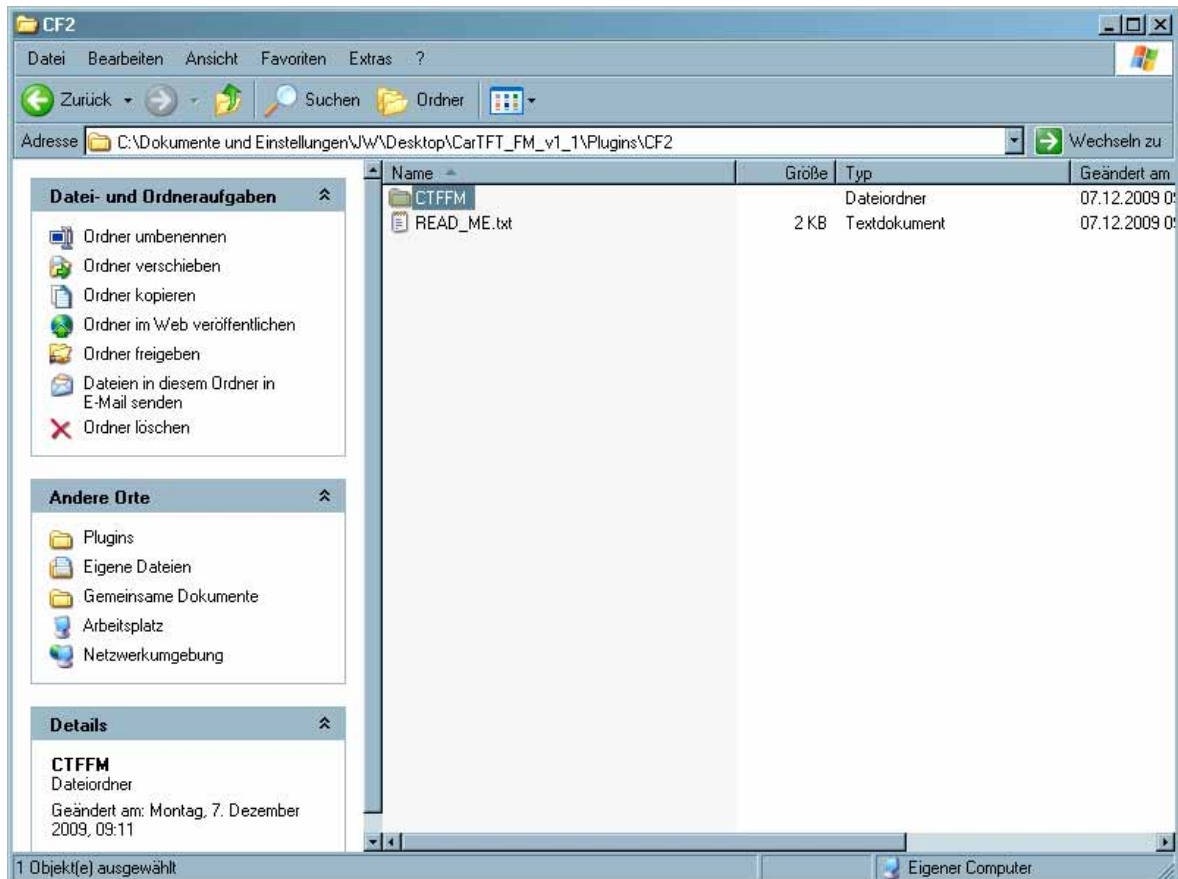 CF2
Datei Bearbeiten Ansicht Favoriten Extras ?
Zurück Suchen Ordner
Adresse C:\Dokumente und Einstellungen\JW\Desktop\CarTFT_FM_v1_1\Plugins\CF2 Wechseln zu
Datei- und Ordneraufgaben
Ordner umbenennen
Ordner verschieben
Ordner kopieren
Ordner im Web veröffentlichen
Ordner freigeben
Dateien in diesem Ordner in
E-Mail senden
Ordner löschen
Andere Orte
Plugins
Eigene Dateien
Gemeinsame Dokumente
Arbeitsplatz
Netzwerkumgebung
Details
CTFFM
Dateiordner
Geändert am: Montag, 7. Dezember
2009, 09:11
Name Größe Typ Geändert am
CTFFM Dateiordner 07.12.2009
READ_ME.txt 2 KB Textdokument 07.12.2009
1 Objekt(e) ausgewählt Eigener Computer